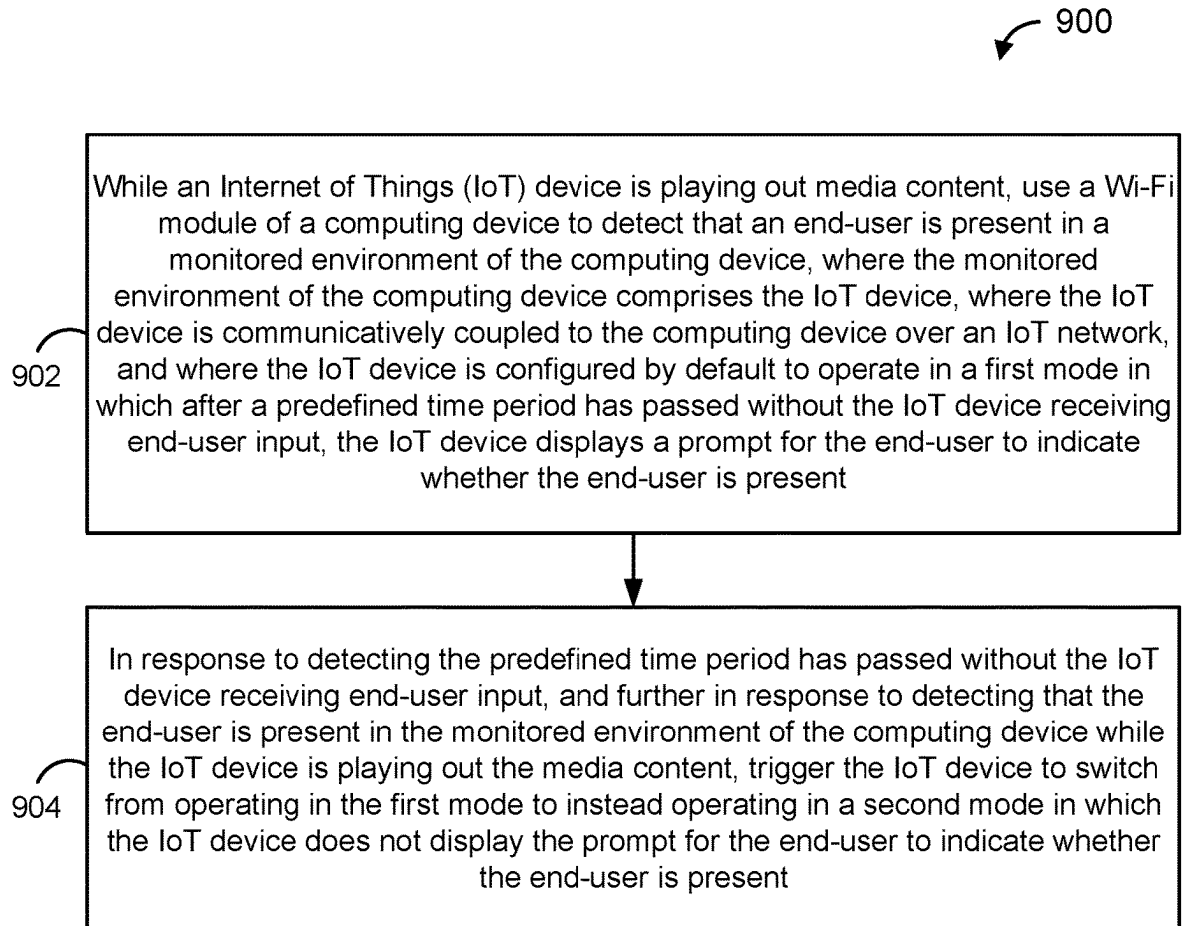 900
While an Internet of Things (IoT) device is playing out media content, use a Wi-Fi
module of a computing device to detect that an end-user is present in a
monitored environment of the computing device, where the monitored
environment of the computing device comprises the IoT device, where the IoT
device is communicatively coupled to the computing device over an IoT network,
and where the IoT device is configured by default to operate in a first mode in
which after a predefined time period has passed without the IoT device receiving
end-user input, the IoT device displays a prompt for the end-user to indicate
whether the end-user is present
902
In response to detecting the predefined time period has passed without the IoT
device receiving end-user input, and further in response to detecting that the
end-user is present in the monitored environment of the computing device while
the IoT device is playing out the media content, trigger the IoT device to switch
from operating in the first mode to instead operating in a second mode in which
the IoT device does not display the prompt for the end-user to indicate whether
the end-user is present
904